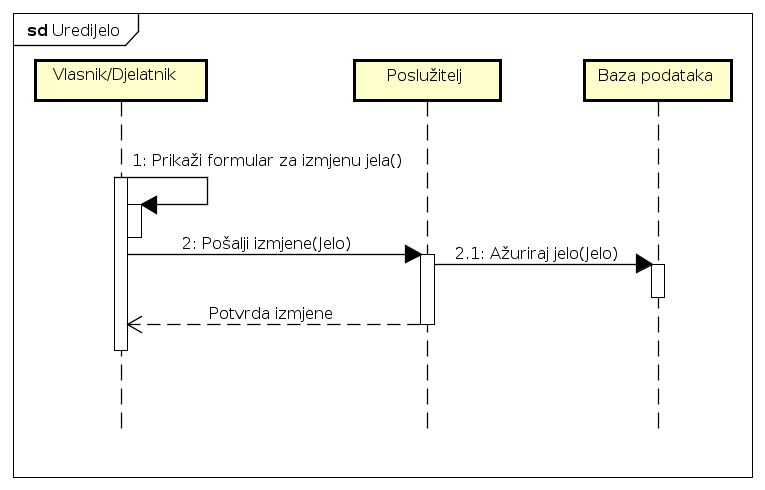 sd UrediJelo
Vlasnik/Djelatnik
Poslužitelj
Baza podataka
1: Prikaži formular za izmjenu jela()
2: Pošalji izmjene(Jelo)
2.1: Ažuriraj jelo(Jelo)
Potvrda izmjene